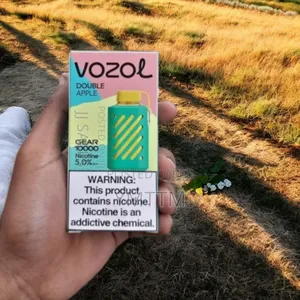 VOZOL
DOUBLE
APPLE
GEAR
10000
Nicotine
5,0%
WARNING:
This product
contains nicotine.
Nicotine is an
addictive chemical.